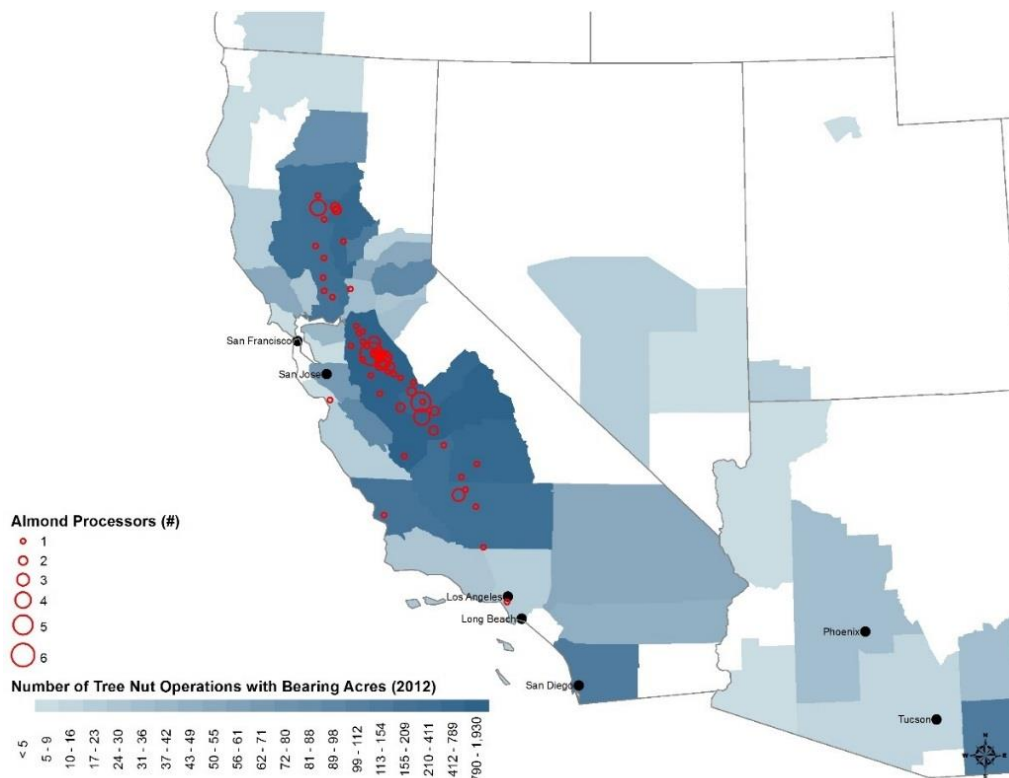 San Francisco
San Jose
Los Angeles
Long Beach
San Diego
Phoenix
Tucson
Almond Processors (#)
1
2
3
4
5
6
Number of Tree Nut Operations with Bearing Acres (2012)
< 5
5 - 9
10 - 16
17 - 23
24 - 30
31 - 36
37 - 42
43 - 49
50 - 55
56 - 61
62 - 71
72 - 80
81 - 88
89 - 98
99 - 112
113 - 154
155 - 209
210 - 411
412 - 789
790 - 1,930
N
W
E
S